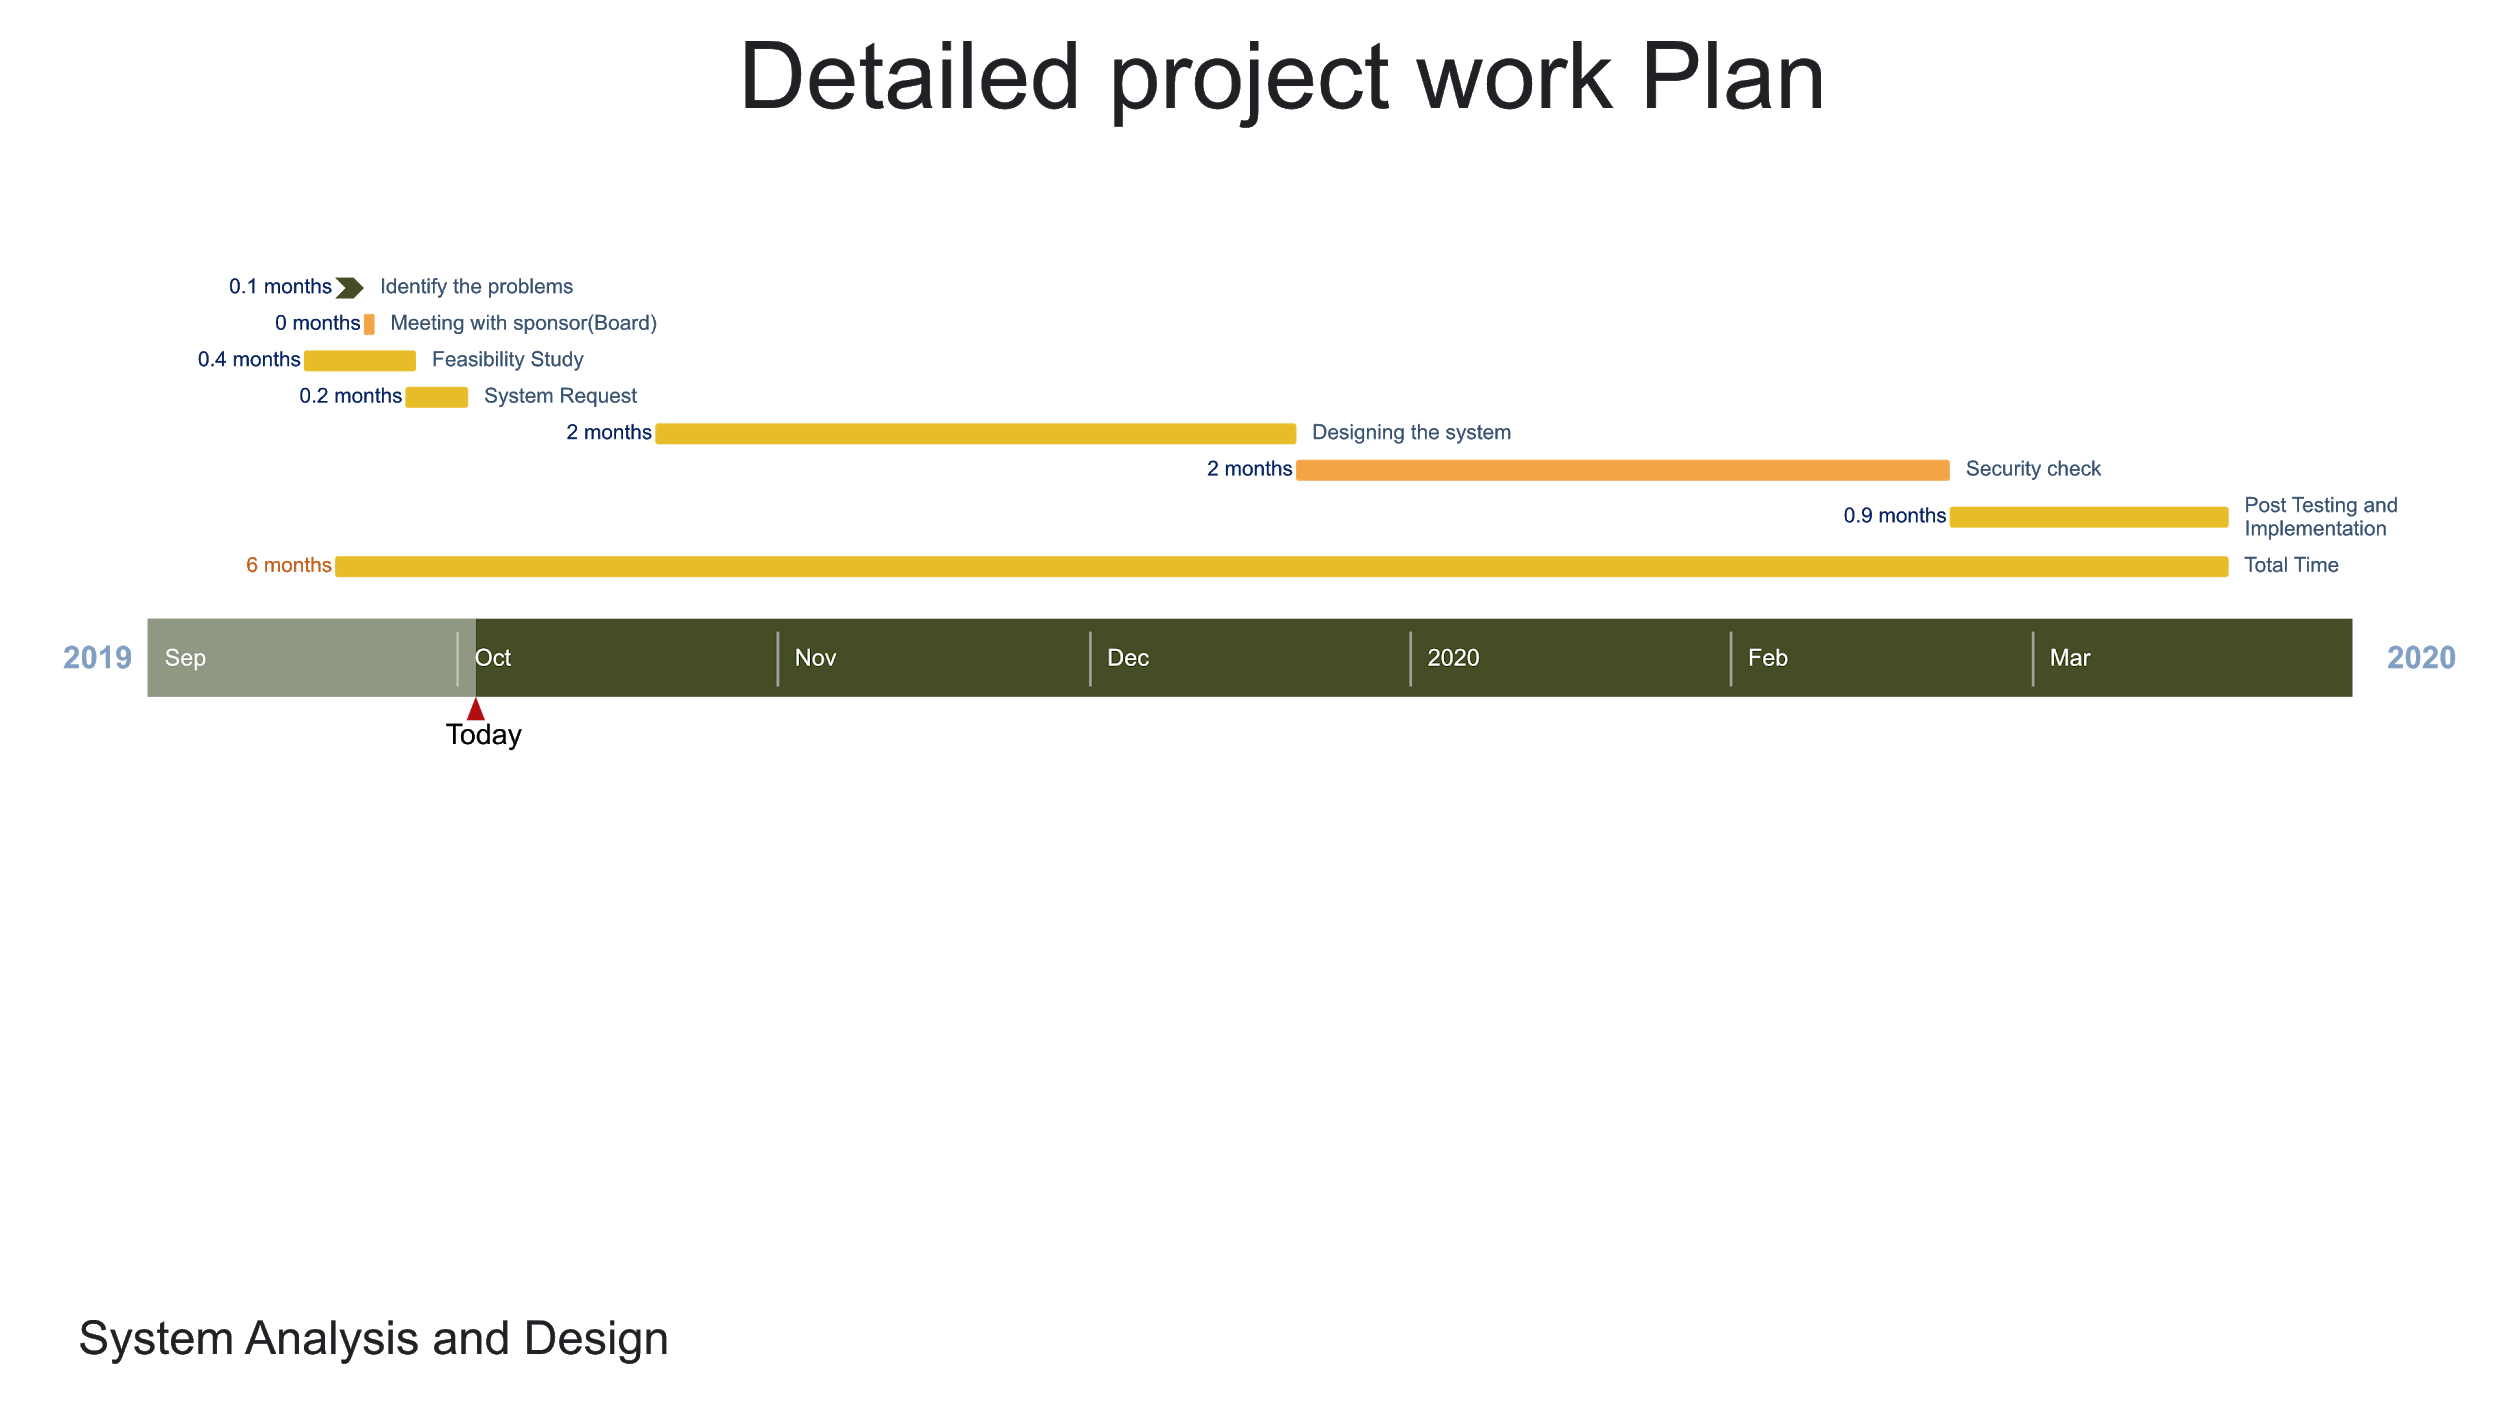 Detailed project work Plan
0.1 months Identify the problems
0 months Meeting with sponsor(Board)
0.4 months Feasibility Study
0.2 months System Request
2 months Designing the system
2 months Security check
0.9 months Post Testing and
Implementation
6 months Total Time
2019 Sep Oct Nov Dec 2020 Feb Mar 2020
Today
System Analysis and Design